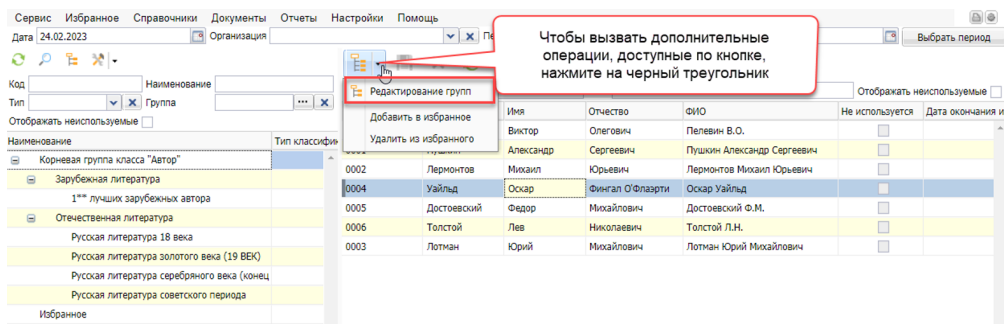 Сервис Избранное Справочники Документы Отчеты Настройки Помощь
Дата 24.02.2023 Организация Пе Выбрать период
Чтобы вызвать дополнительные
операции, доступные по кнопке,
нажмите на черный треугольник
Код Наименование
Тип Группа
Отображать неиспользуемые
Редактирование групп
Добавить в избранное
Удалить из избранного
Отображать неиспользуемые
Наименование Тип классифик
Корневая группа класса "Автор"
Зарубежная литература
1** лучших зарубежных автора
Отечественная литература
Русская литература 18 века
Русская литература золотого века (19 ВЕК)
Русская литература серебряного века (конец
Русская литература советского периода
Избранное
Имя Отчество ФИО Не используется Дата окончания и
Виктор Олегович Пелевин В.О.
Александр Сергеевич Пушкин Александр Сергеевич
0002 Лермонтов Михаил Юрьевич Лермонтов Михаил Юрьевич
0004 Уайльд Оскар Фингал О'Флаэрти Оскар Уайльд
0005 Достоевский Федор Михайлович Достоевский Ф.М.
0006 Толстой Лев Николаевич Толстой Л.Н.
0003 Лотман Юрий Михайлович Лотман Юрий Михайлович